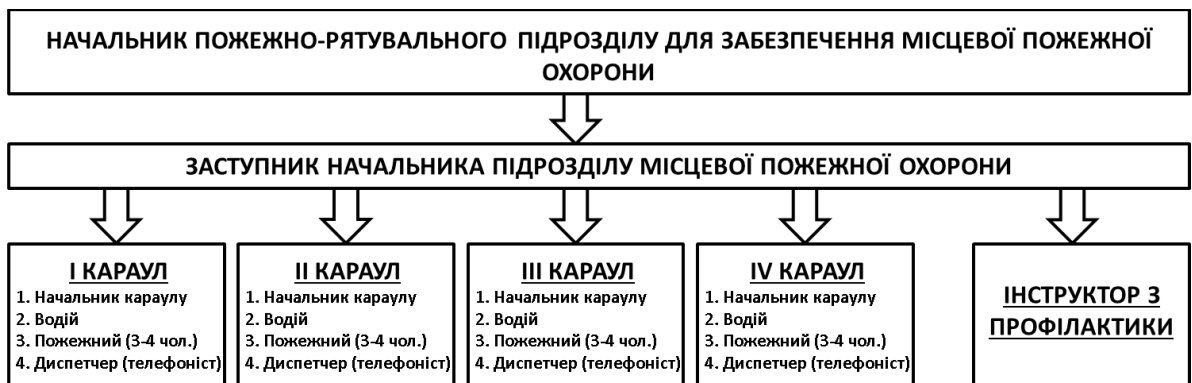 НАЧАЛЬНИК ПОЖЕЖНО-РЯТУВАЛЬНОГО ПІДРОЗДІЛУ ДЛЯ ЗАБЕЗПЕЧЕННЯ МІСЦЕВОЇ ПОЖЕЖНОЇ
ОХОРОНИ
ЗАСТУПНИК НАЧАЛЬНИКА ПІДРОЗДІЛУ МІСЦЕВОЇ ПОЖЕЖНОЇ ОХОРОНИ
І КАРАУЛ
1. Начальник караулу
2. Водій
3. Пожежний (3-4 чол.)
4. Диспетчер (телефоніст)
ІІ КАРАУЛ
1. Начальник караулу
2. Водій
3. Пожежний (3-4 чол.)
4. Диспетчер (телефоніст)
ІІІ КАРАУЛ
1. Начальник караулу
2. Водій
3. Пожежний (3-4 чол.)
4. Диспетчер (телефоніст)
IV КАРАУЛ
1. Начальник караулу
2. Водій
3. Пожежний (3-4 чол.)
4. Диспетчер (телефоніст)
ІНСТРУКТОР З
ПРОФІЛАКТИКИ